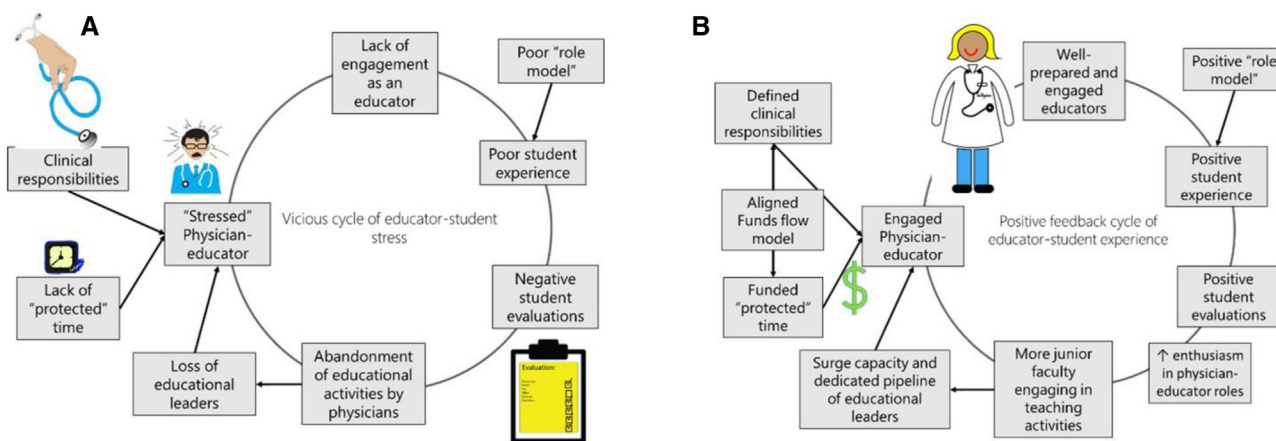 A
Lack of
engagement
as an
educator
Poor "role
model"
Clinical
responsibilities
Poor student
experience
"Stressed"
Physician-
educator
Vicious cycle of educator-student
stress
Lack of
"protected"
time
Negative
student
evaluations
Loss of
educational
leaders
Abandonment
of educational
activities by
physicians
Evaluation:
B
Well-
prepared and
engaged
educators
Positive "role
model"
Defined
clinical
responsibilities
Positive
student
experience
Aligned
Funds flow
model
Engaged
Physician-
educator
Positive feedback cycle of
educator-student experience
Funded
"protected"
time
$
Positive
student
evaluations
Surge capacity and
dedicated pipeline
of educational
leaders
More junior
faculty
engaging in
teaching
activities
↑ enthusiasm
in physician-
educator roles